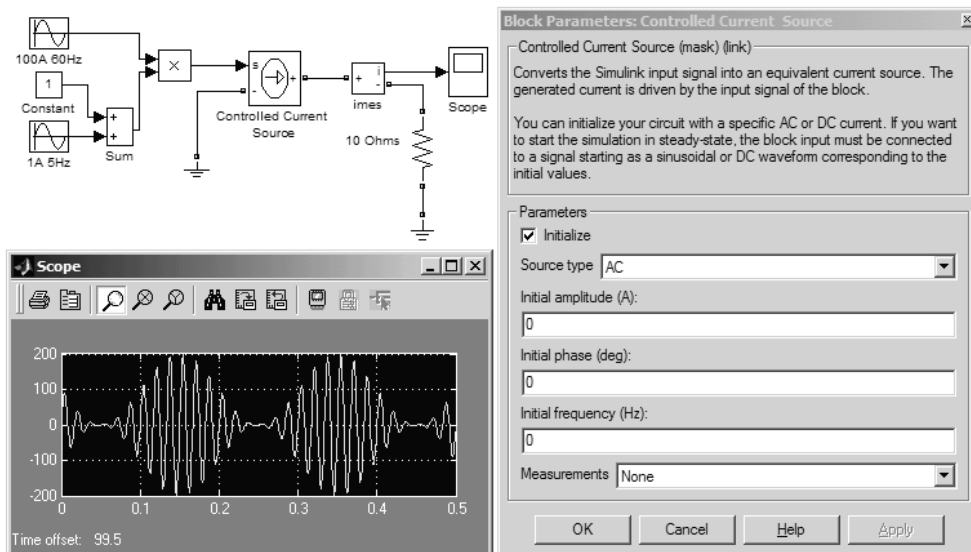 100A 60Hz
1
Constant
1A 5Hz
+
+
Sum
×
s
-
+
Controlled Current
Source
+
i
-
imes
Scope
10 Ohms
Scope
200
100
0
-100
-200
0
0.1
0.2
0.3
0.4
0.5
Time offset: 99.5
Block Parameters: Controlled Current Source
Controlled Current Source (mask) (link)
Converts the Simulink input signal into an equivalent current source. The
generated current is driven by the input signal of the block.
You can initialize your circuit with a specific AC or DC current. If you want
to start the simulation in steady-state, the block input must be connected
to a signal starting as a sinusoidal or DC waveform corresponding to the
initial values.
Parameters
Initialize
Source type AC
Initial amplitude (A):
0
Initial phase (deg):
0
Initial frequency (Hz):
0
Measurements None
OK
Cancel
Help
Apply